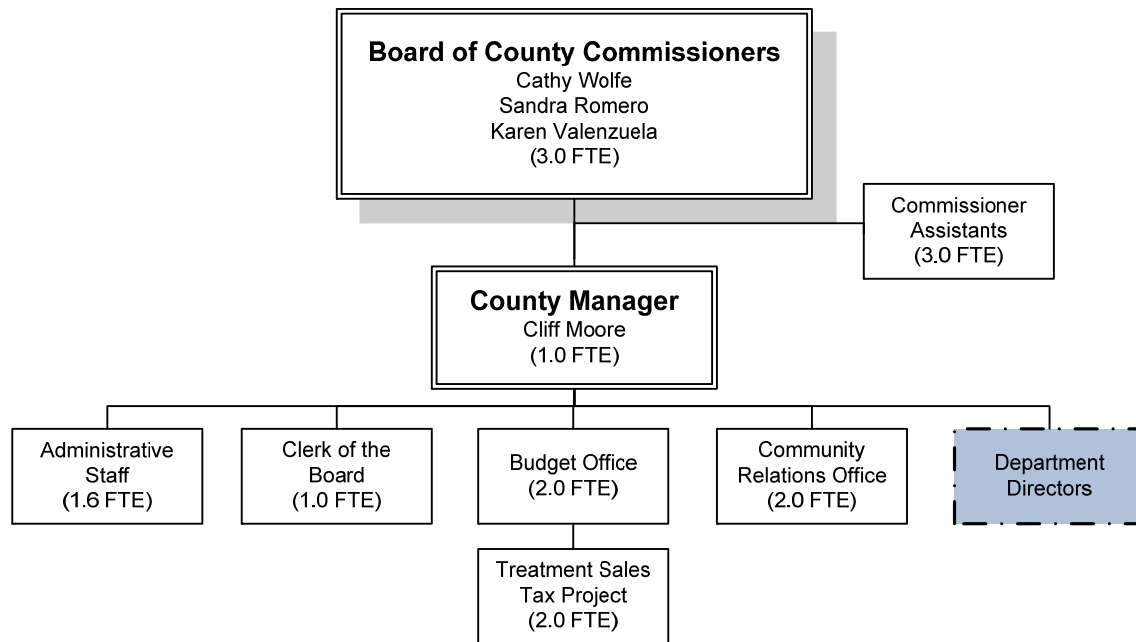 Board of County Commissioners
Cathy Wolfe
Sandra Romero
Karen Valenzuela
(3.0 FTE)
Commissioner
Assistants
(3.0 FTE)
County Manager
Cliff Moore
(1.0 FTE)
Administrative
Staff
(1.6 FTE)
Clerk of the
Board
(1.0 FTE)
Budget Office
(2.0 FTE)
Community
Relations Office
(2.0 FTE)
Department
Directors
Treatment Sales
Tax Project
(2.0 FTE)